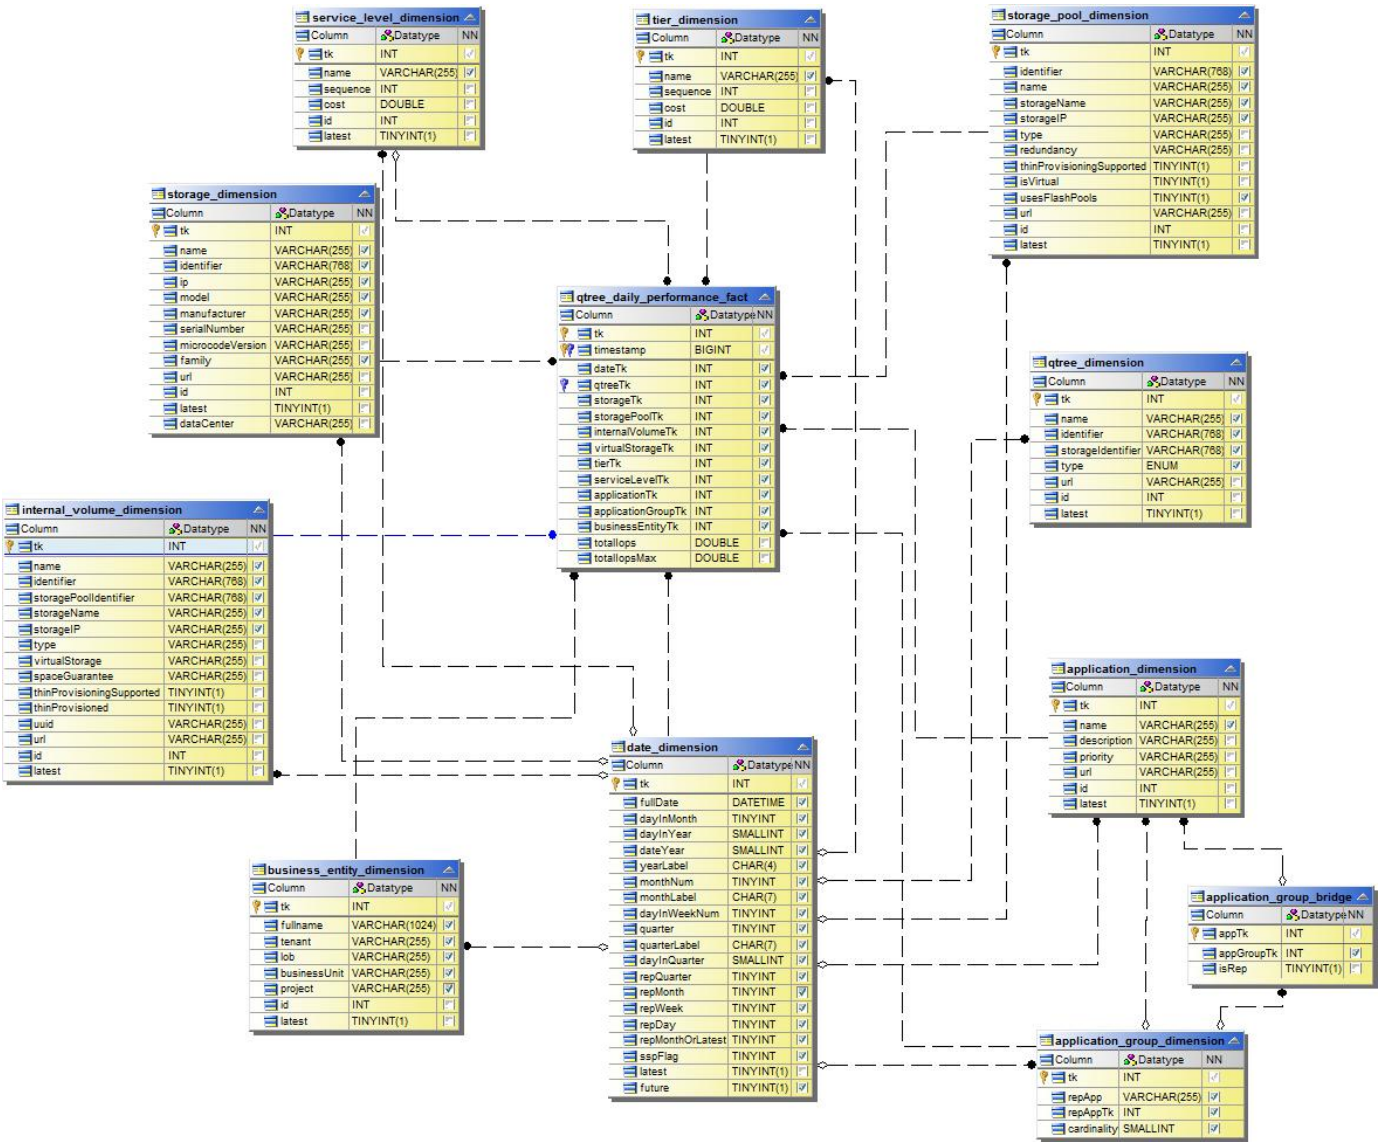 service_level_dimension
Column Datatype NN
tk INT
name VARCHAR(255)
sequence INT
cost DOUBLE
id INT
latest TINYINT(1)
tier_dimension
Column Datatype NN
tk INT
name VARCHAR(255)
sequence INT
cost DOUBLE
id INT
latest TINYINT(1)
storage_pool_dimension
Column Datatype NN
tk INT
identifier VARCHAR(768)
name VARCHAR(255)
storageName VARCHAR(255)
storageIP VARCHAR(255)
type VARCHAR(255)
redundancy VARCHAR(255)
thinProvisioningSupported TINYINT(1)
isVirtual TINYINT(1)
usesFlashPools TINYINT(1)
url VARCHAR(255)
id INT
latest TINYINT(1)
storage_dimension
Column Datatype NN
tk INT
name VARCHAR(255)
identifier VARCHAR(768)
ip VARCHAR(255)
model VARCHAR(255)
manufacturer VARCHAR(255)
serialNumber VARCHAR(255)
microcodeVersion VARCHAR(255)
family VARCHAR(255)
url VARCHAR(255)
id INT
latest TINYINT(1)
dataCenter VARCHAR(255)
qtree_daily_performance_fact
Column Datatype NN
tk INT
timestamp BIGINT
dateTk INT
qtreeTk INT
storageTk INT
storagePoolTk INT
internalVolumeTk INT
virtualStorageTk INT
tierTk INT
serviceLevelTk INT
applicationTk INT
applicationGroupTk INT
businessEntityTk INT
totalIops DOUBLE
totalIopsMax DOUBLE
qtree_dimension
Column Datatype NN
tk INT
name VARCHAR(255)
identifier VARCHAR(768)
storageIdentifier VARCHAR(768)
type ENUM
url VARCHAR(255)
id INT
latest TINYINT(1)
internal_volume_dimension
Column Datatype NN
tk INT
name VARCHAR(255)
identifier VARCHAR(768)
storagePoolIdentifier VARCHAR(768)
storageName VARCHAR(255)
storageIP VARCHAR(255)
type VARCHAR(255)
virtualStorage VARCHAR(255)
spaceGuarantee VARCHAR(255)
thinProvisioningSupported TINYINT(1)
thinProvisioned TINYINT(1)
uuid VARCHAR(255)
url VARCHAR(255)
id INT
latest TINYINT(1)
application_dimension
Column Datatype NN
tk INT
name VARCHAR(255)
description VARCHAR(255)
priority VARCHAR(255)
url VARCHAR(255)
id INT
latest TINYINT(1)
date_dimension
Column Datatype NN
tk INT
fullDate DATETIME
dayInMonth TINYINT
dayInYear SMALLINT
dateYear SMALLINT
yearLabel CHAR(4)
monthNum TINYINT
monthLabel CHAR(7)
dayInWeekNum TINYINT
quarter TINYINT
quarterLabel CHAR(7)
dayInQuarter SMALLINT
repQuarter TINYINT
repMonth TINYINT
repWeek TINYINT
repDay TINYINT
repMonthOrLatest TINYINT
sspFlag TINYINT
latest TINYINT(1)
future TINYINT(1)
business_entity_dimension
Column Datatype NN
tk INT
fullname VARCHAR(1024)
tenant VARCHAR(255)
lob VARCHAR(255)
businessUnit VARCHAR(255)
project VARCHAR(255)
id INT
latest TINYINT(1)
application_group_bridge
Column Datatype NN
appTk INT
appGroupTk INT
isRep TINYINT(1)
application_group_dimension
Column Datatype NN
tk INT
repApp VARCHAR(255)
repAppTk INT
cardinality SMALLINT